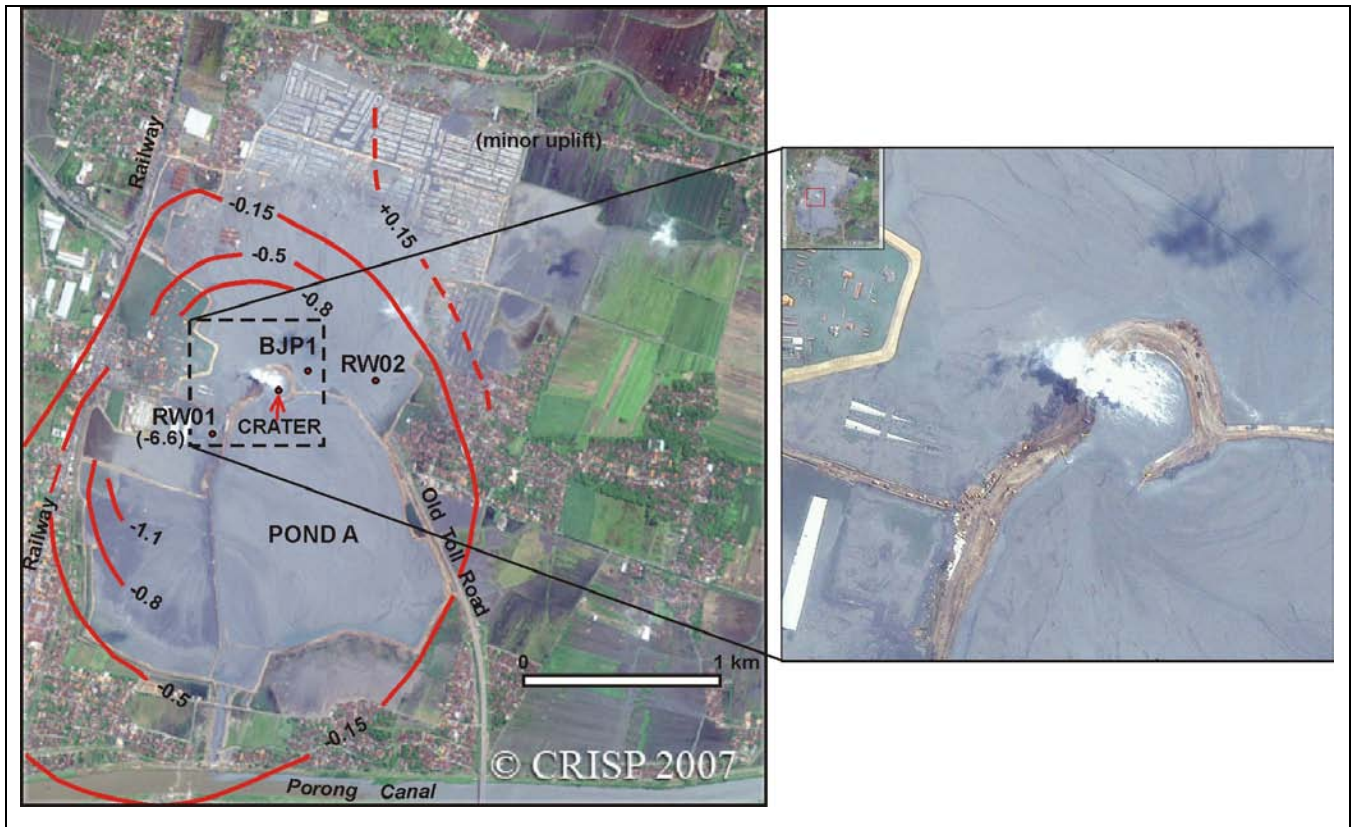 Railway
(minor uplift)
-0.15
+0.15
-0.5
-0.8
BJP1
RW02
RW01
(-6.6)
CRATER
Railway
-1.1
POND A
Old Toll Road
-0.8
0 1 km
-0.5
-0.15
© CRISP 2007
Porong Canal